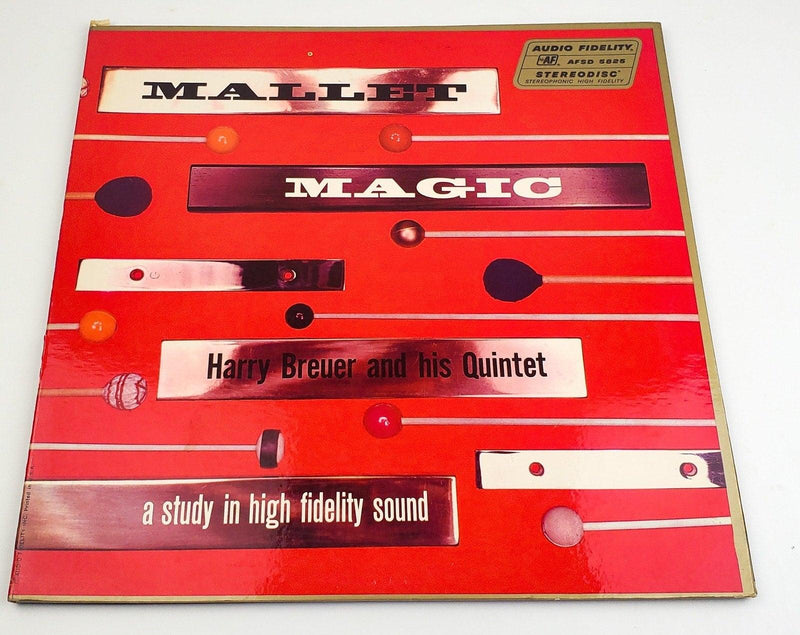 AUDIO FIDELITY
AF AFSD 5825
STEREODISC
STEREOPHONIC HIGH FIDELITY
MALLET
MAGIC
G
Harry Breuer and his Quintet
a study in high fidelity sound